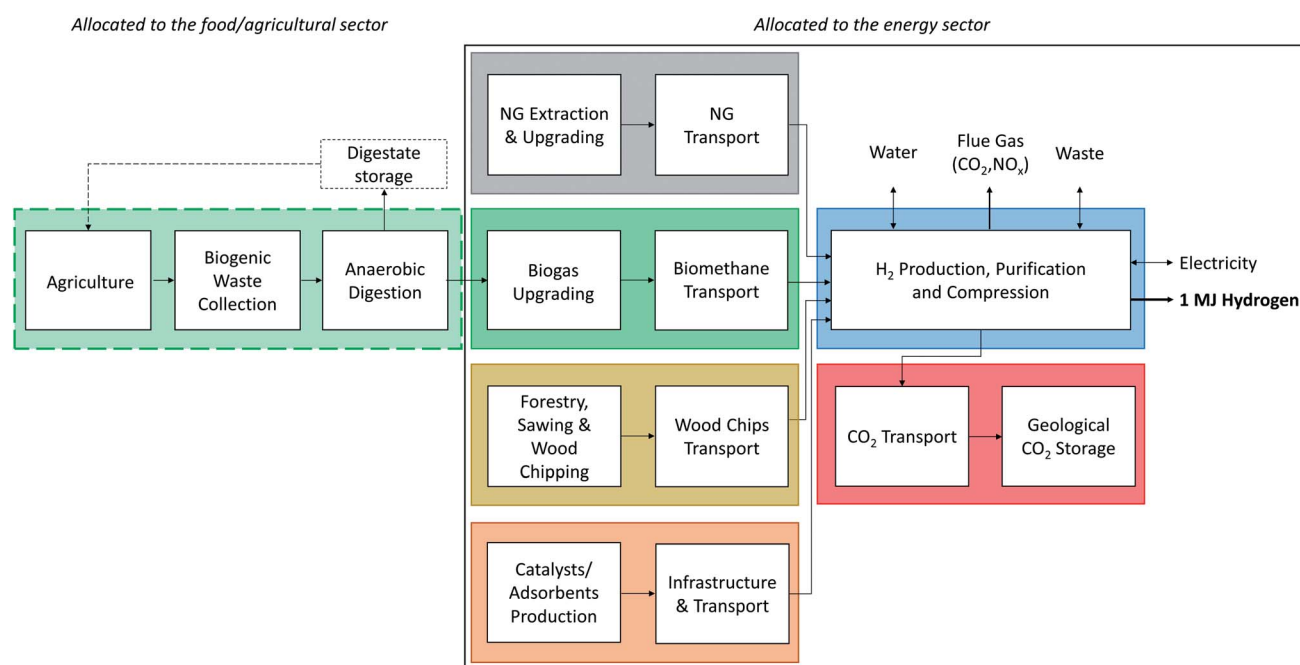 Allocated to the food/agricultural sector
Allocated to the energy sector
NG Extraction
& Upgrading
NG
Transport
Digestate
storage
Water
Flue Gas
(CO₂,NOₓ)
Waste
Agriculture
Biogenic
Waste
Collection
Anaerobic
Digestion
Biogas
Upgrading
Biomethane
Transport
H₂ Production, Purification
and Compression
Electricity
1 MJ Hydrogen
Forestry,
Sawing &
Wood
Chipping
Wood Chips
Transport
CO₂ Transport
Geological
CO₂ Storage
Catalysts/
Adsorbents
Production
Infrastructure
& Transport